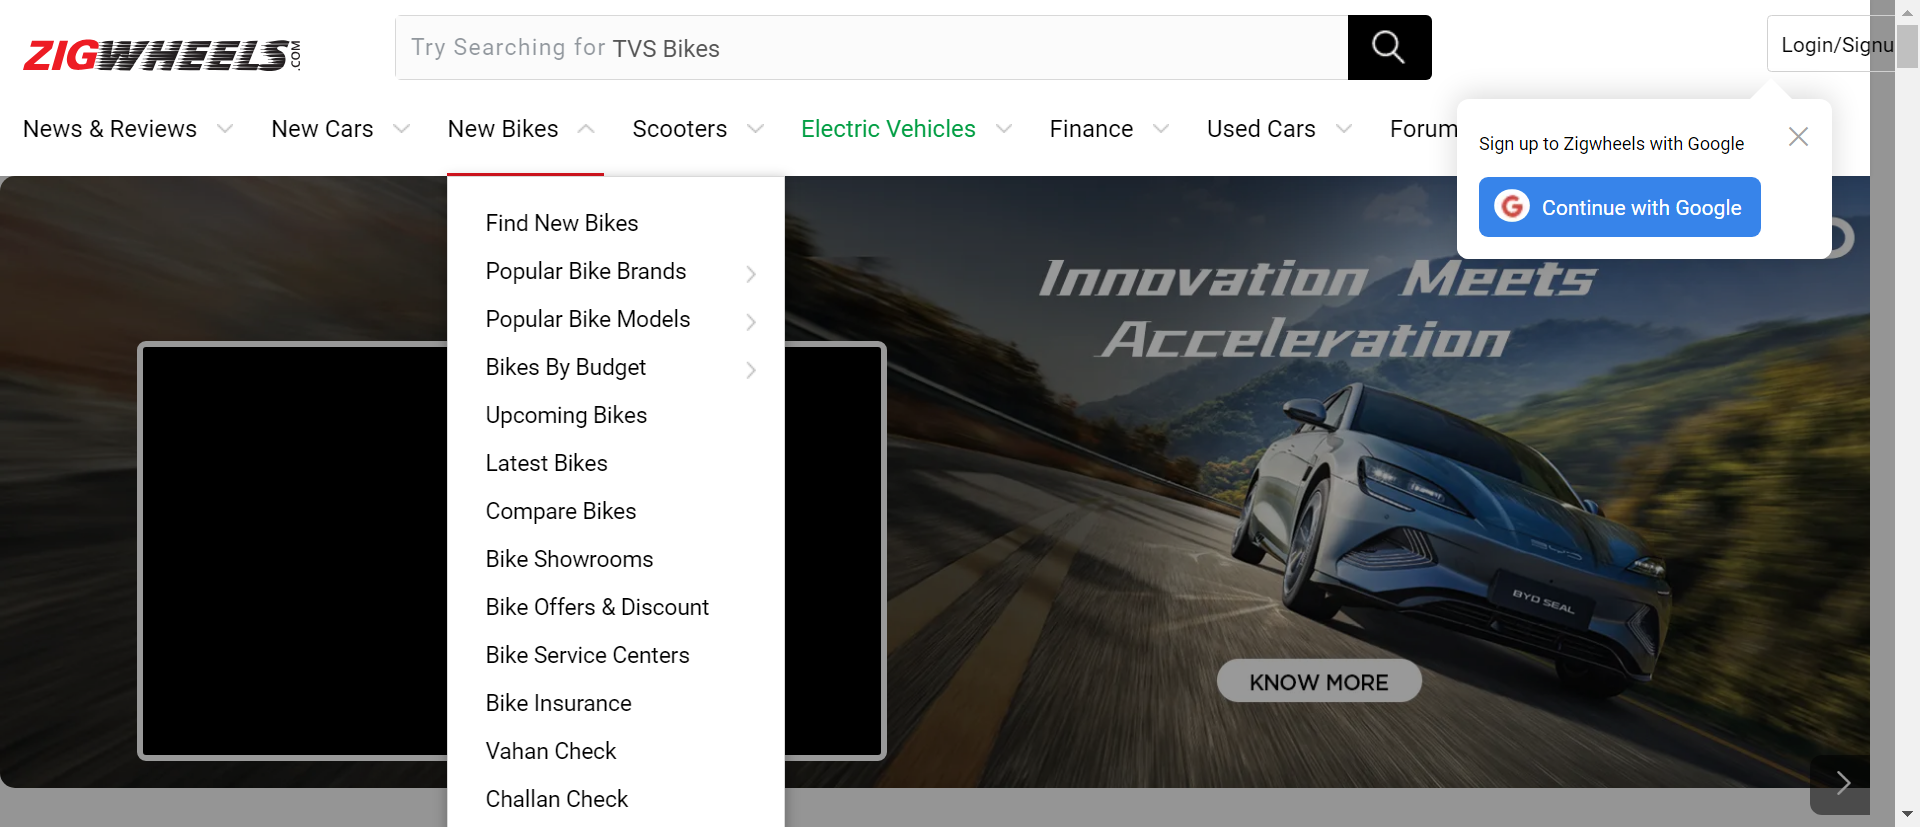 ZIGWHEELS.COM
Try Searching for TVS Bikes
Login/Signu
News & Reviews New Cars New Bikes Scooters Electric Vehicles Finance Used Cars Forum
Sign up to Zigwheels with Google
Continue with Google
Find New Bikes
Popular Bike Brands
Popular Bike Models
Bikes By Budget
Upcoming Bikes
Latest Bikes
Compare Bikes
Bike Showrooms
Bike Offers & Discount
Bike Service Centers
Bike Insurance
Vahan Check
Challan Check
Innovation Meets
Acceleration
BYD
BYD SEAL
KNOW MORE